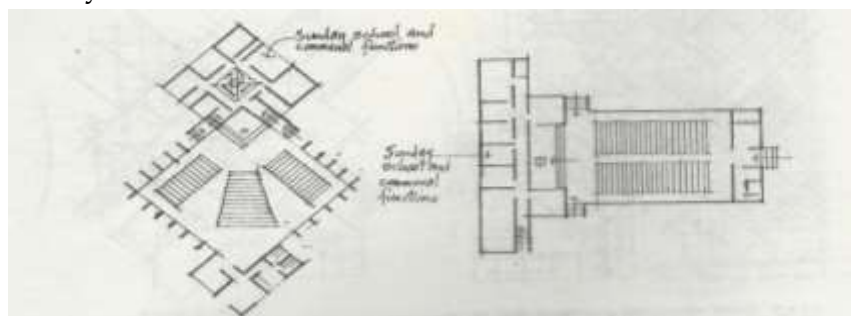 Sunday school and
communal functions
Sunday
school and
communal
functions